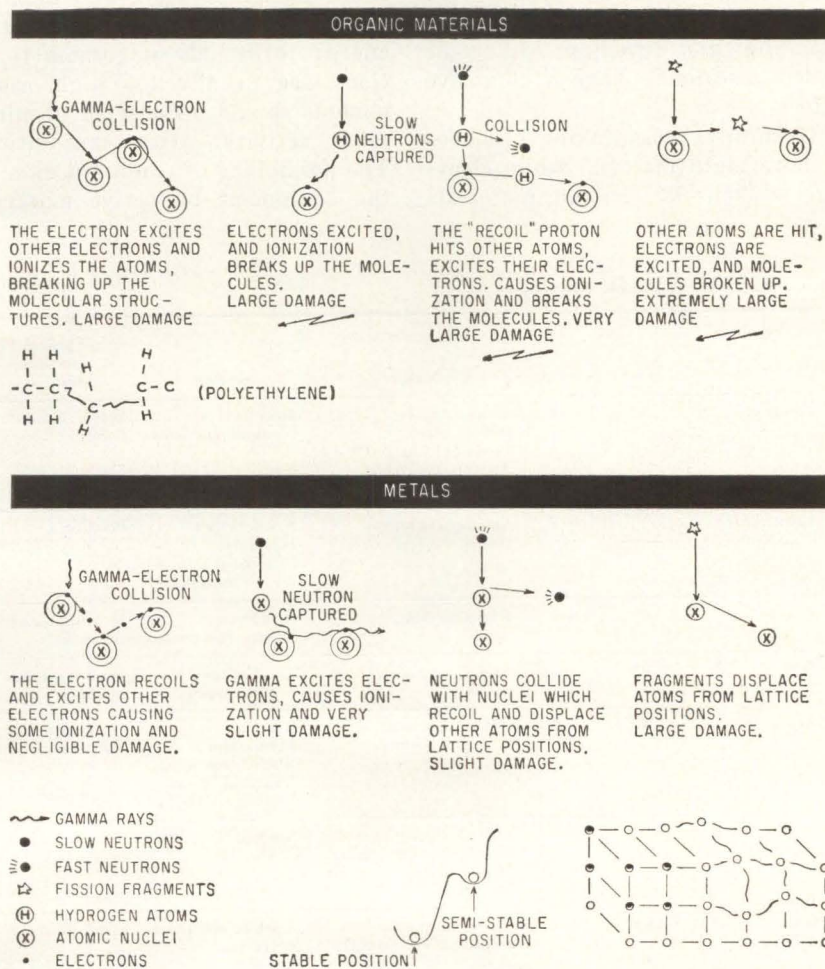 ORGANIC MATERIALS
GAMMA-ELECTRON
COLLISION
X
X
X
X
THE ELECTRON EXCITES
OTHER ELECTRONS AND
IONIZES THE ATOMS,
BREAKING UP THE
MOLECULAR STRUC-
TURES. LARGE DAMAGE
SLOW
NEUTRONS
CAPTURED
H
X
ELECTRONS EXCITED,
AND IONIZATION
BREAKS UP THE MOLE-
CULES.
LARGE DAMAGE
H
COLLISION
X
H
X
THE "RECOIL" PROTON
HITS OTHER ATOMS,
EXCITES THEIR ELEC-
TRONS. CAUSES IONI-
ZATION AND BREAKS
THE MOLECULES. VERY
LARGE DAMAGE
X
X
OTHER ATOMS ARE HIT,
ELECTRONS ARE
EXCITED, AND MOLE-
CULES BROKEN UP.
EXTREMELY LARGE
DAMAGE
H H H H
- C - C C C - C
H H H H
(POLYETHYLENE)
METALS
GAMMA-ELECTRON
COLLISION
X
X
X
THE ELECTRON RECOILS
AND EXCITES OTHER
ELECTRONS CAUSING
SOME IONIZATION AND
NEGLIGIBLE DAMAGE.
SLOW
NEUTRON
CAPTURED
X
X
X
GAMMA EXCITES ELEC-
TRONS, CAUSES IONI-
ZATION AND VERY
SLIGHT DAMAGE.
X
X
NEUTRONS COLLIDE
WITH NUCLEI WHICH
RECOIL AND DISPLACE
OTHER ATOMS FROM
LATTICE POSITIONS.
SLIGHT DAMAGE.
X
X
FRAGMENTS DISPLACE
ATOMS FROM LATTICE
POSITIONS.
LARGE DAMAGE.
GAMMA RAYS
SLOW NEUTRONS
FAST NEUTRONS
FISSION FRAGMENTS
H HYDROGEN ATOMS
X ATOMIC NUCLEI
ELECTRONS
SEMI-STABLE
POSITION
STABLE POSITION